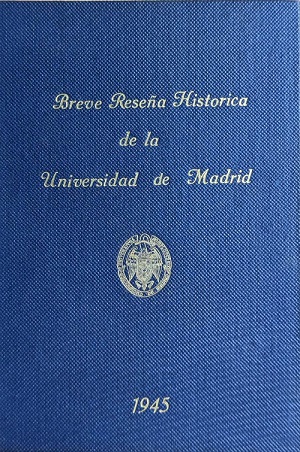 Breve Reseña Historica
de la
Universidad de Madrid
1945